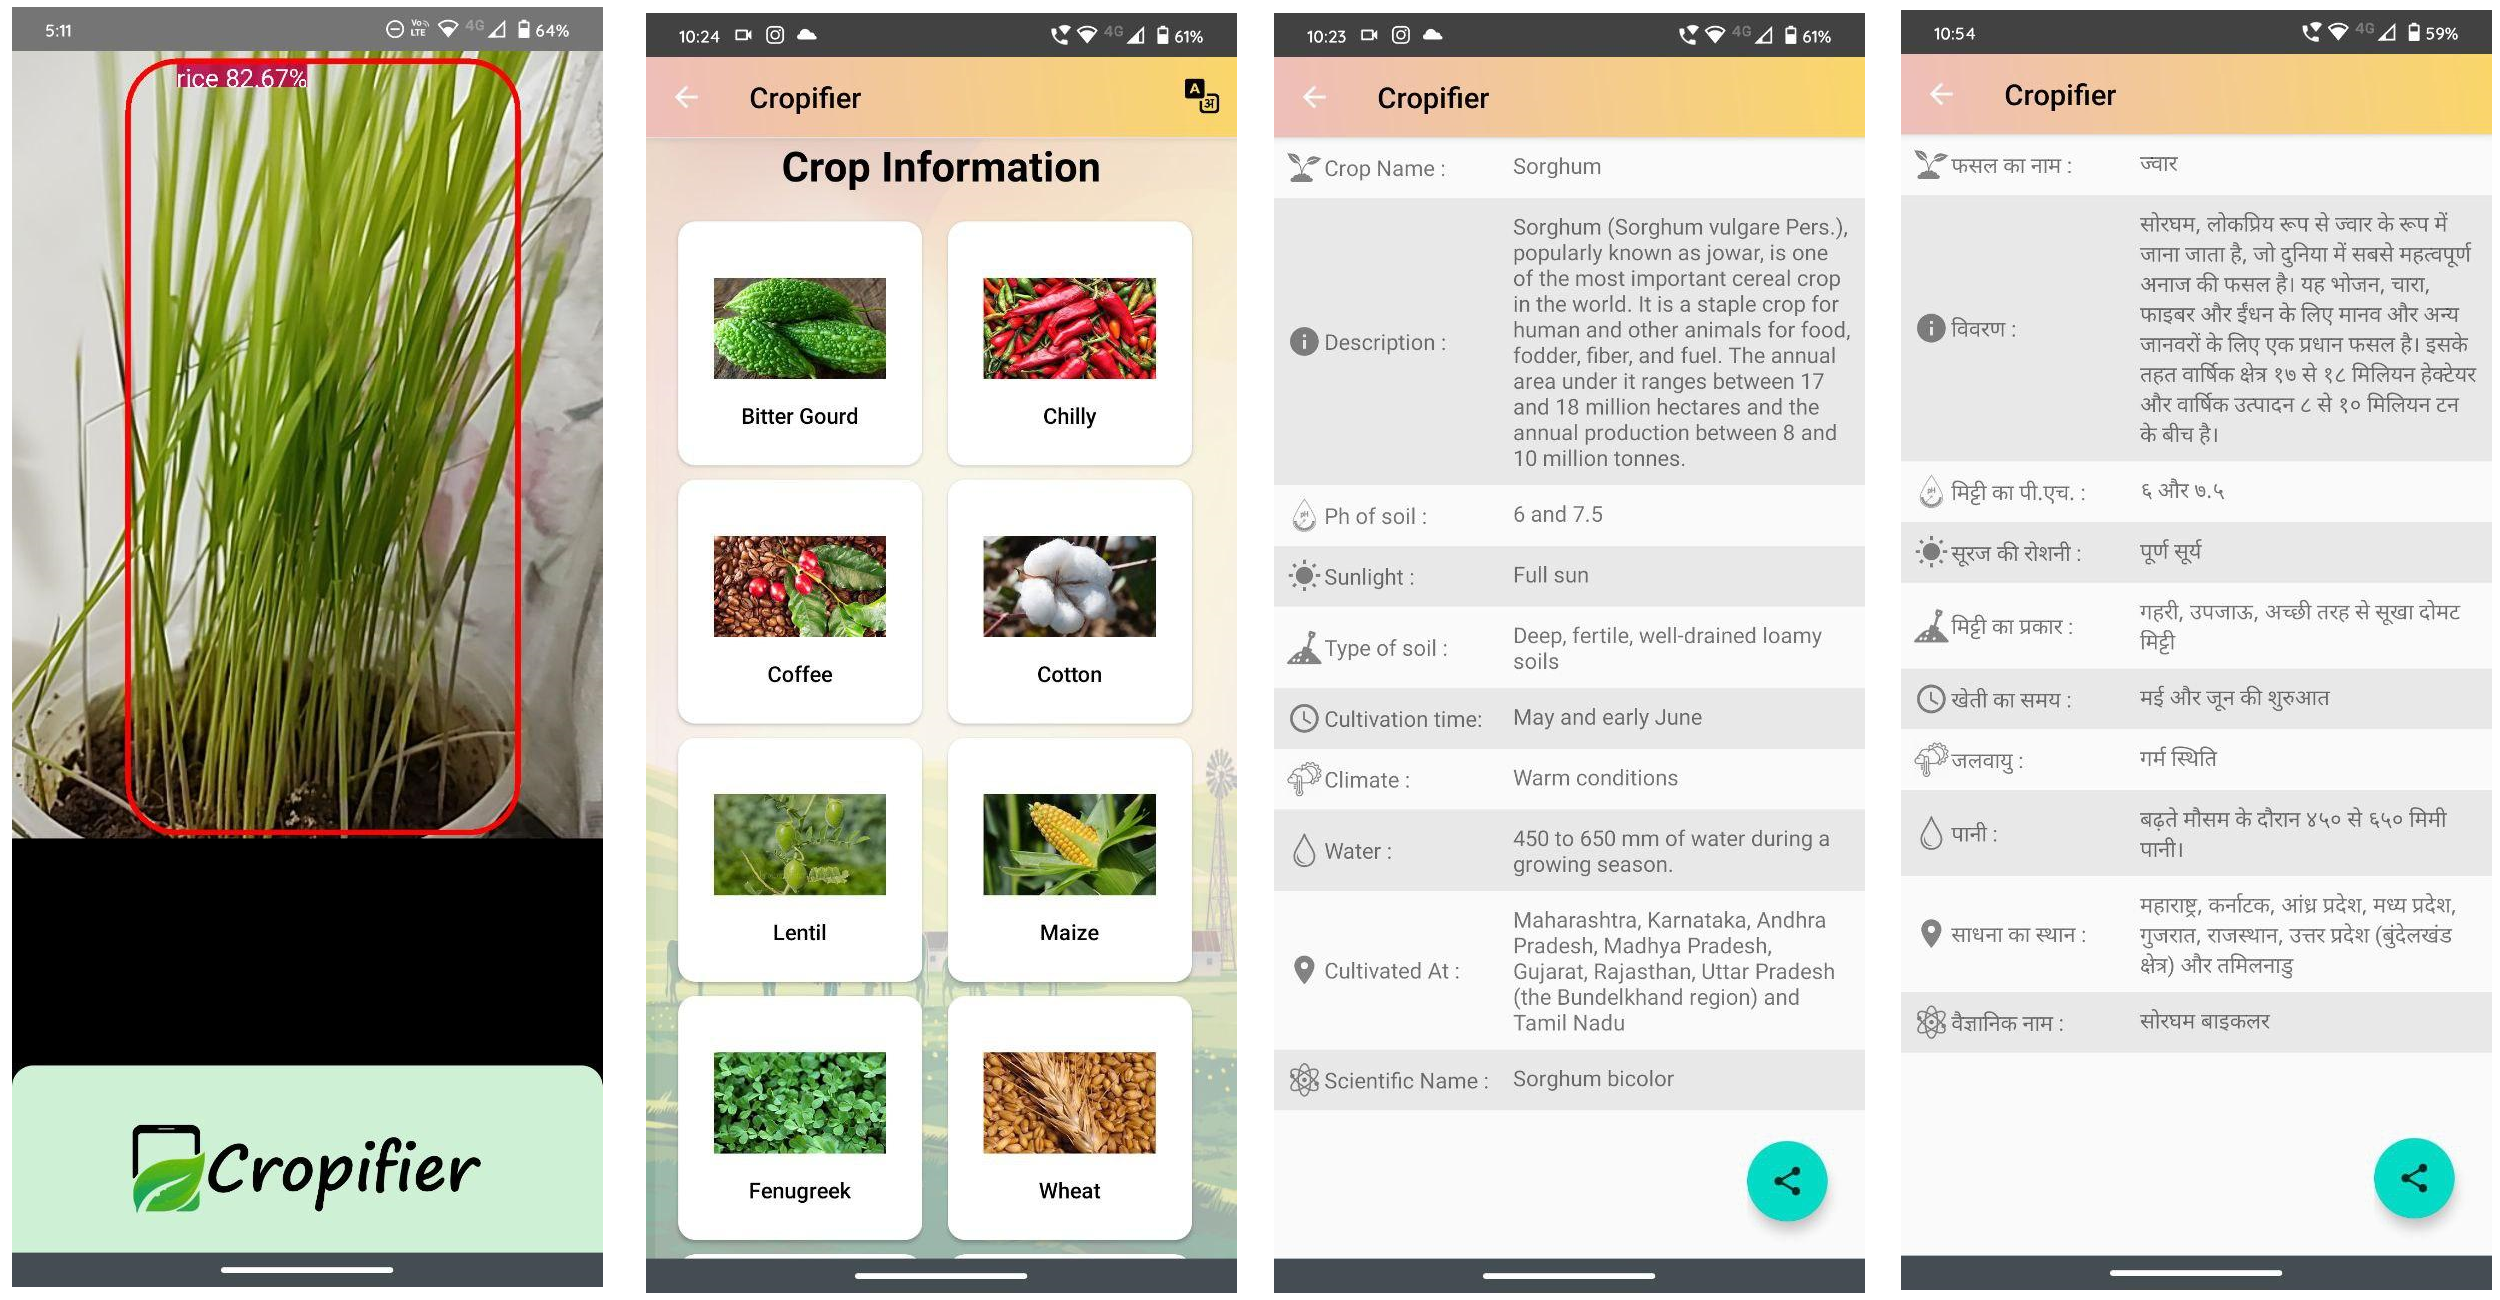 5:11
Vo)) LTE
4G
64%
rice 82.67%
Cropifier
10:24
4G
61%
Cropifier
Crop Information
Bitter Gourd
Chilly
Coffee
Cotton
Lentil
Maize
Fenugreek
Wheat
10:23
4G
61%
Cropifier
Crop Name :
Sorghum
Description :
Sorghum (Sorghum vulgare Pers.),
popularly known as jowar, is one
of the most important cereal crop
in the world. It is a staple crop for
human and other animals for food,
fodder, fiber, and fuel. The annual
area under it ranges between 17
and 18 million hectares and the
annual production between 8 and
10 million tonnes.
Ph of soil :
6 and 7.5
Sunlight :
Full sun
Type of soil :
Deep, fertile, well-drained loamy
soils
Cultivation time:
May and early June
Climate :
Warm conditions
Water :
450 to 650 mm of water during a
growing season.
Cultivated At :
Maharashtra, Karnataka, Andhra
Pradesh, Madhya Pradesh,
Gujarat, Rajasthan, Uttar Pradesh
(the Bundelkhand region) and
Tamil Nadu
Scientific Name :
Sorghum bicolor
10:54
4G
59%
Cropifier
फसल का नाम :
ज्वार
विवरण :
सोरघम, लोकप्रिय रूप से ज्वार के रूप में
जाना जाता है, जो दुनिया में सबसे महत्वपूर्ण
अनाज की फसल है। यह भोजन, चारा,
फाइबर और ईंधन के लिए मानव और अन्य
जानवरों के लिए एक प्रधान फसल है। इसके
तहत वार्षिक क्षेत्र १७ से १८ मिलियन हेक्टेयर
और वार्षिक उत्पादन ८ से १० मिलियन टन
के बीच है।
मिट्टी का पी.एच. :
६ और ७.५
सूरज की रोशनी :
पूर्ण सूर्य
मिट्टी का प्रकार :
गहरी, उपजाऊ, अच्छी तरह से सूखा दोमट
मिट्टी
खेती का समय :
मई और जून की शुरुआत
जलवायु :
गर्म स्थिति
पानी :
बढ़ते मौसम के दौरान ४५० से ६५० मिमी
पानी।
साधना का स्थान :
महाराष्ट्र, कर्नाटक, आंध्र प्रदेश, मध्य प्रदेश,
गुजरात, राजस्थान, उत्तर प्रदेश (बुंदेलखंड
क्षेत्र) और तमिलनाडु
वैज्ञानिक नाम :
सोरघम बाइकलर